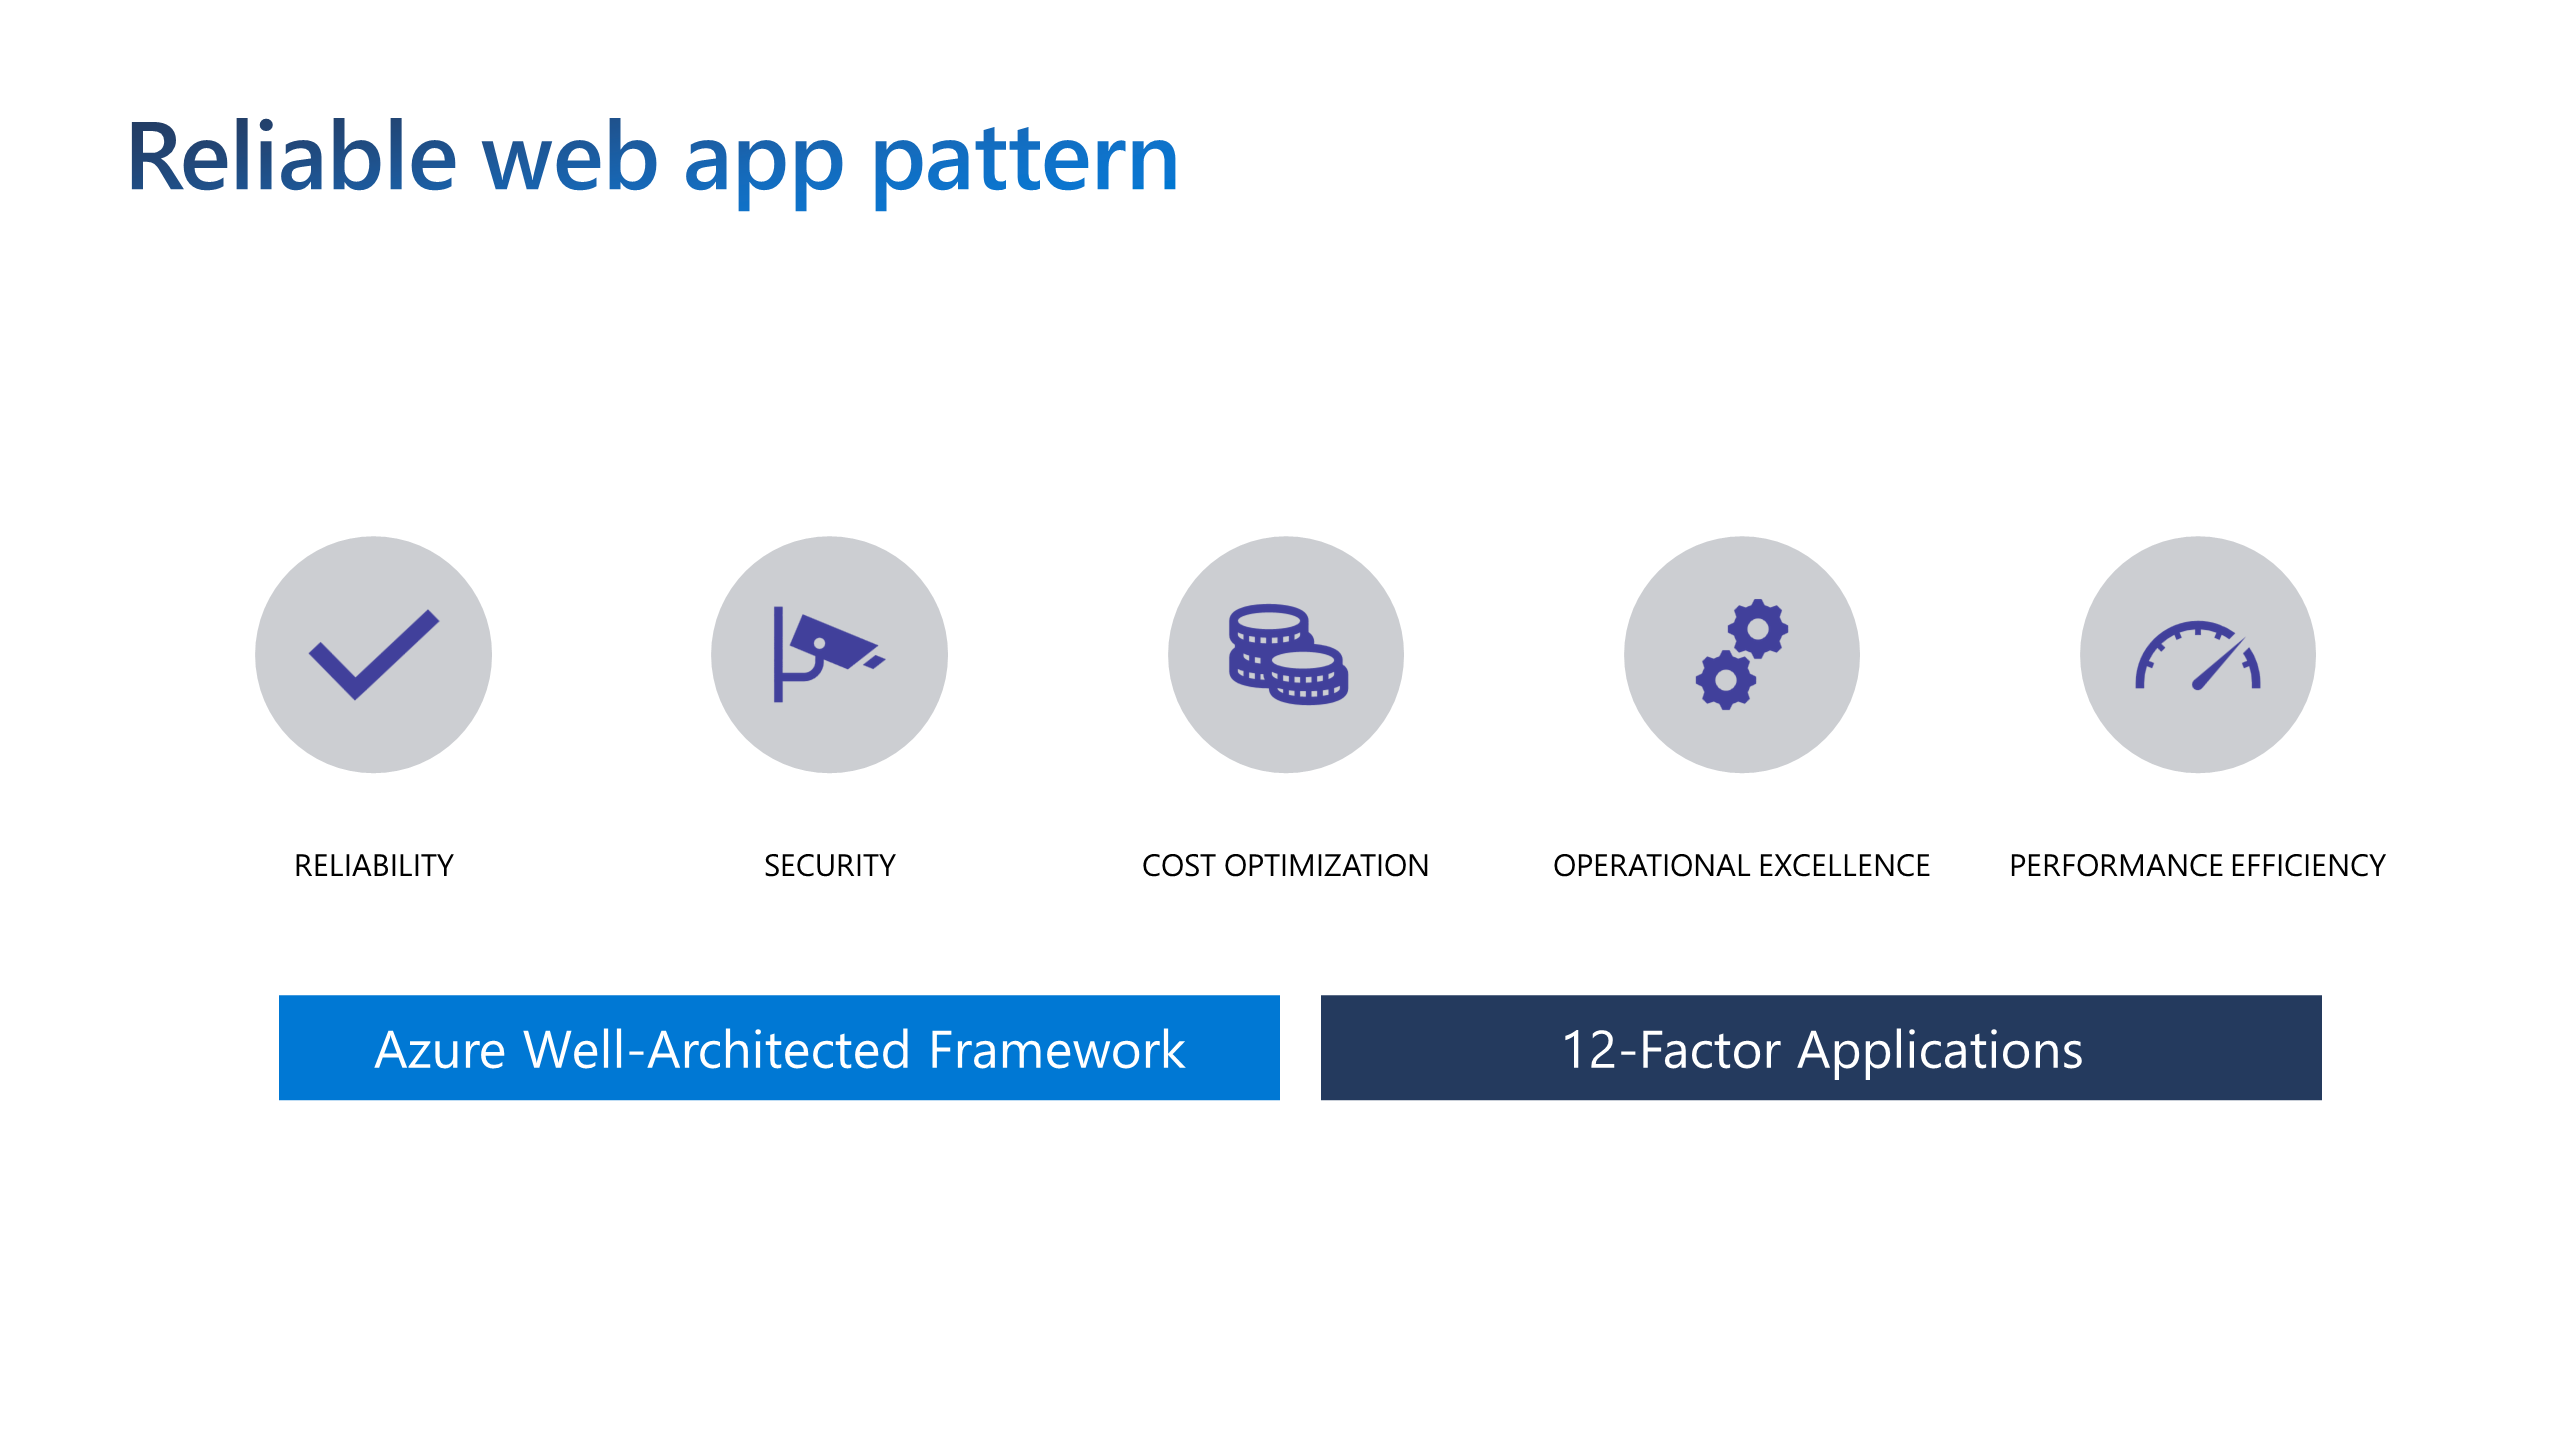 Reliable web app pattern
RELIABILITY
SECURITY
COST OPTIMIZATION
OPERATIONAL EXCELLENCE
PERFORMANCE EFFICIENCY
Azure Well-Architected Framework
12-Factor Applications